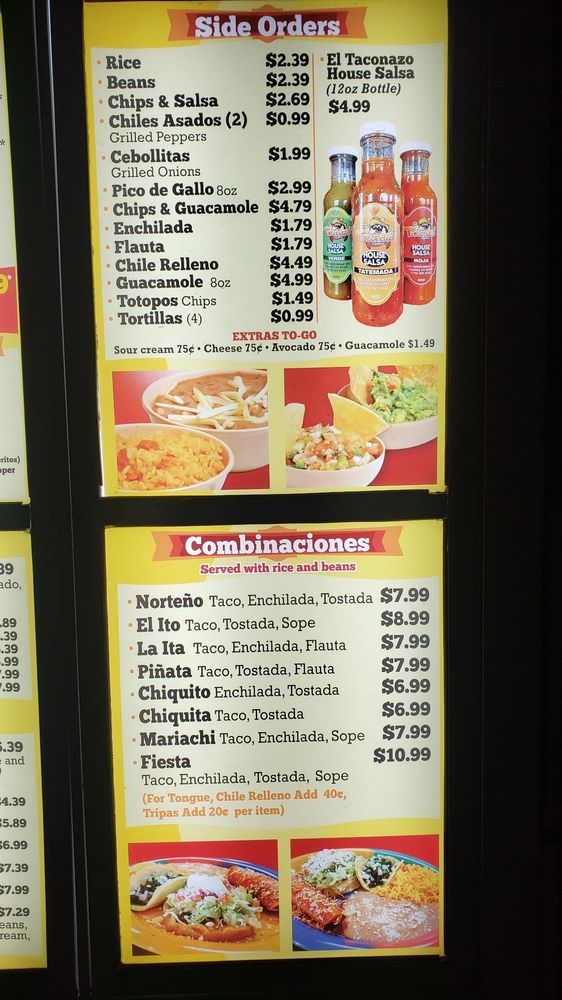 Side Orders
• Rice $2.39
• Beans $2.39
• Chips & Salsa $2.69
• Chiles Asados (2) $0.99
Grilled Peppers
• Cebollitas $1.99
Grilled Onions
• Pico de Gallo 8oz $2.99
• Chips & Guacamole $4.79
• Enchilada $1.79
• Flauta $1.79
• Chile Relleno $4.49
• Guacamole 8oz $4.99
• Totopos Chips $1.49
• Tortillas (4) $0.99
• El Taconazo
House Salsa
(12oz Bottle)
$4.99
HOUSE
SALSA
VERDE
HOUSE
SALSA
TATEMADA
HOUSE
SALSA
ROJA
EXTRAS TO-GO
Sour cream 75¢ • Cheese 75¢ • Avocado 75¢ • Guacamole $1.49
Combinaciones
Served with rice and beans
• Norteño Taco, Enchilada, Tostada $7.99
• El Ito Taco, Tostada, Sope $8.99
• La Ita Taco, Enchilada, Flauta $7.99
• Piñata Taco, Tostada, Flauta $7.99
• Chiquito Enchilada, Tostada $6.99
• Chiquita Taco, Tostada $6.99
• Mariachi Taco, Enchilada, Sope $7.99
• Fiesta $10.99
Taco, Enchilada, Tostada, Sope
(For Tongue, Chile Relleno Add 40¢,
Tripas Add 20¢ per item)